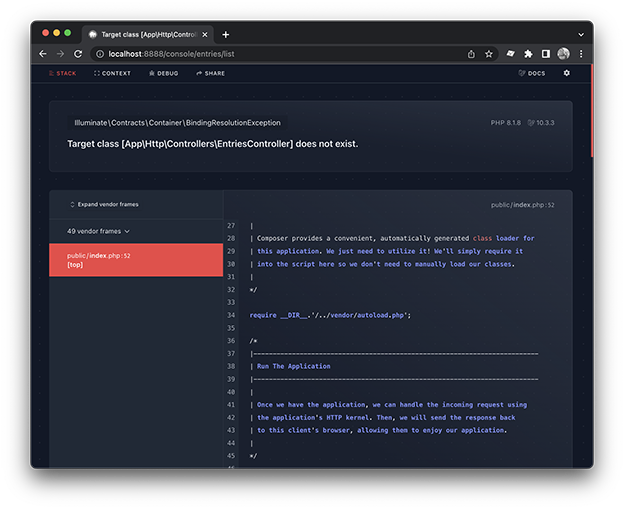 Target class [App\Http\Controll
localhost:8888/console/entries/list
STACK CONTEXT DEBUG SHARE DOCS
Illuminate\Contracts\Container\BindingResolutionException PHP 8.1.8 10.3.3
Target class [App\Http\Controllers\EntriesController] does not exist.
Expand vendor frames public/index.php:52
49 vendor frames
public/index.php:52
[top]
27 |
28 | Composer provides a convenient, automatically generated class loader for
29 | this application. We just need to utilize it! We'll simply require it
30 | into the script here so we don't need to manually load our classes.
31 |
32 */
33
34 require __DIR__.'/../vendor/autoload.php';
35
36 /*
37 |--------------------------------------------------------------------------
38 | Run The Application
39 |--------------------------------------------------------------------------
40 |
41 | Once we have the application, we can handle the incoming request using
42 | the application's HTTP kernel. Then, we will send the response back
43 | to this client's browser, allowing them to enjoy our application.
44 |
45 */